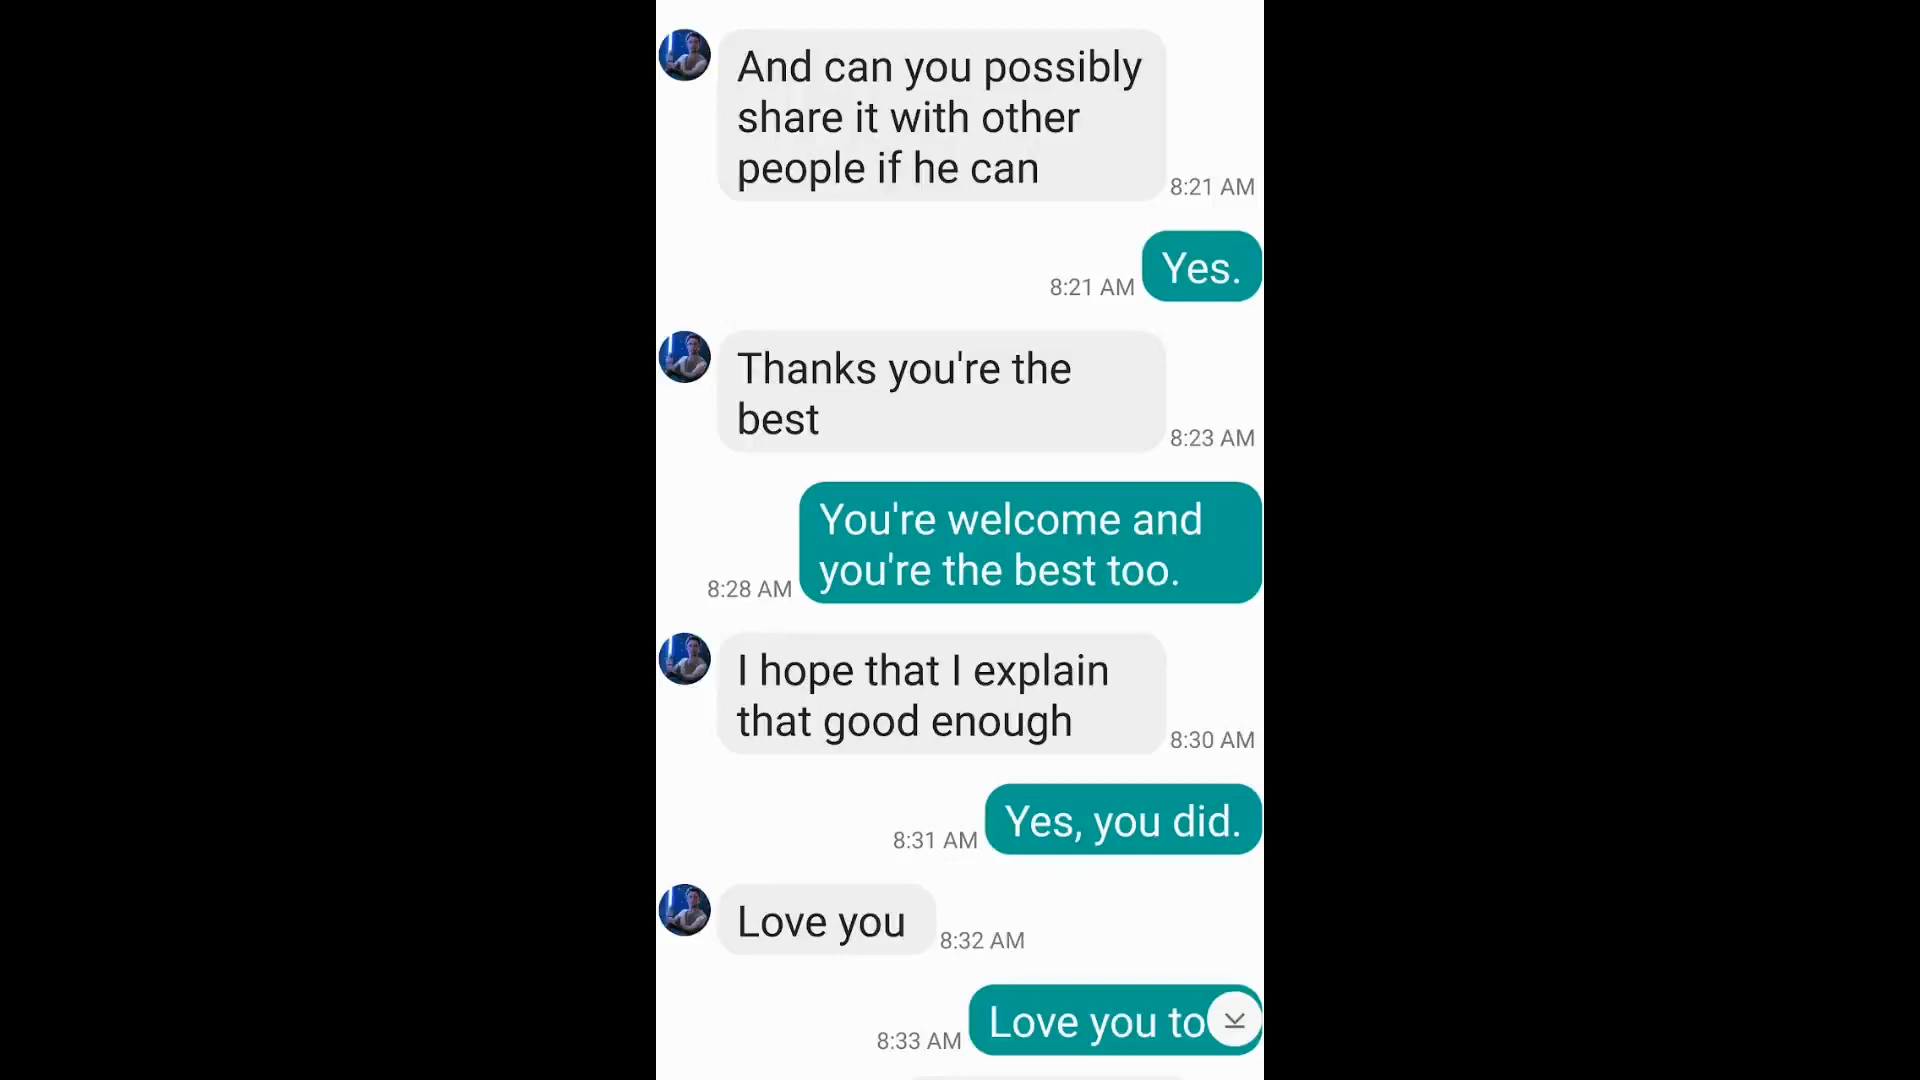 And can you possibly
share it with other
people if he can
8:21 AM
Yes.
8:21 AM
Thanks you're the
best
8:23 AM
You're welcome and
you're the best too.
8:28 AM
I hope that I explain
that good enough
8:30 AM
Yes, you did.
8:31 AM
Love you
8:32 AM
Love you to
8:33 AM